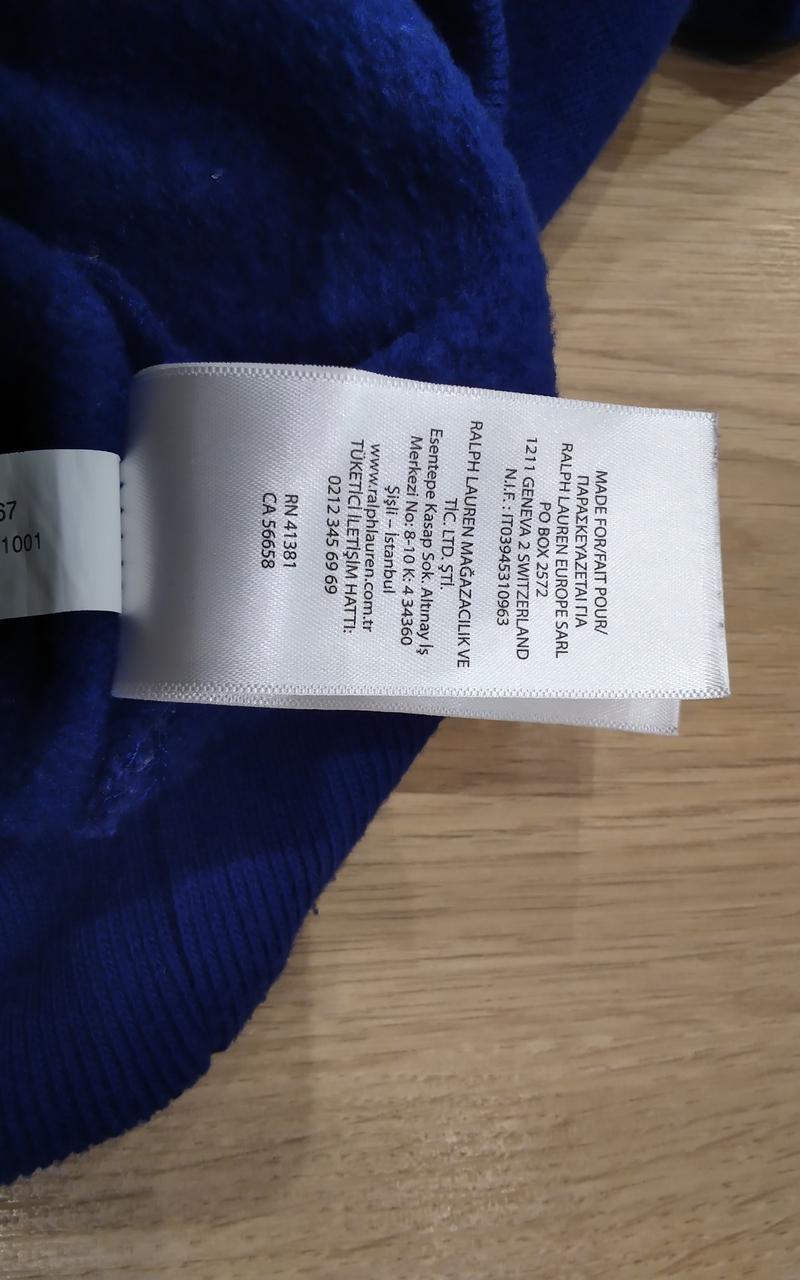 MADE FOR/FAIT POUR/
ΠΑΡΑΣΚΕΥΑΖΕΤΑΙ ΓΙΑ
RALPH LAUREN EUROPE SARL
PO BOX 2572
1211 GENEVA 2 SWITZERLAND
N.I.F. : IT03945310963
RALPH LAUREN MAĞAZACILIK VE
TİC. LTD. ŞTİ.
Esentepe Kasap Sok. Altınay İş
Merkezi No: 8-10 K: 4 34360
Şişli – İstanbul
www.ralphlauren.com.tr
TÜKETİCİ İLETİŞİM HATTI:
0212 345 69 69
RN 41381
CA 56658
67
1001